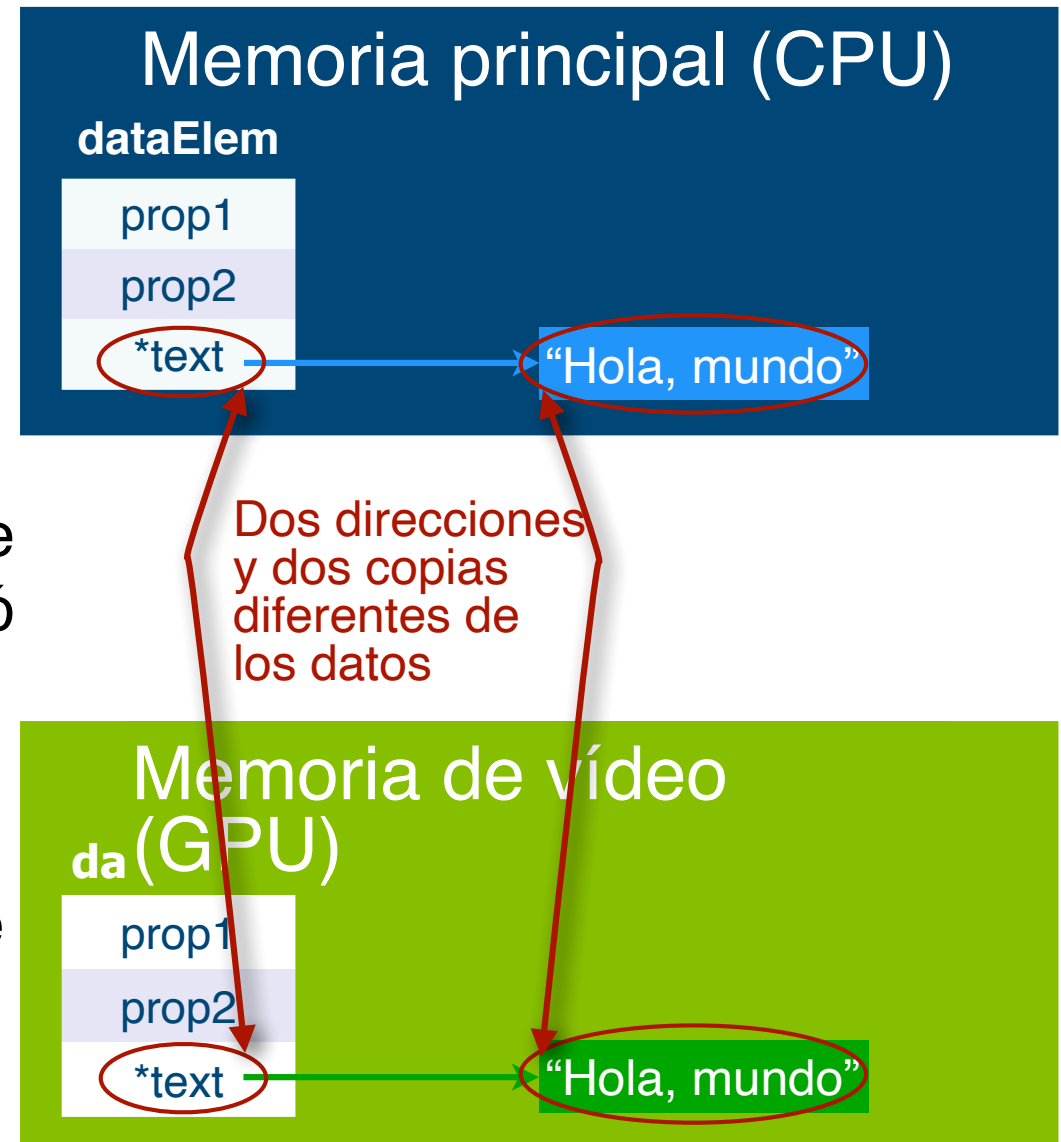 Memoria principal (CPU)
dataElem
prop1
prop2
*text
“Hola, mundo”
Dos direcciones
y dos copias
diferentes de
los datos
Memoria de vídeo
(GPU)
da
prop1
prop2
*text
“Hola, mundo”